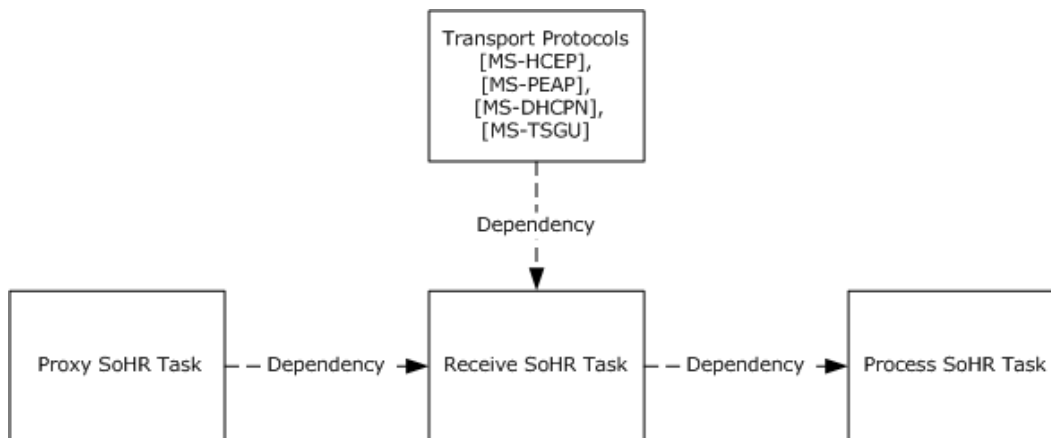 Transport Protocols
[MS-HCEP],
[MS-PEAP],
[MS-DHCPN],
[MS-TSGU]
Dependency
Proxy SoHR Task
Dependency
Receive SoHR Task
Dependency
Process SoHR Task